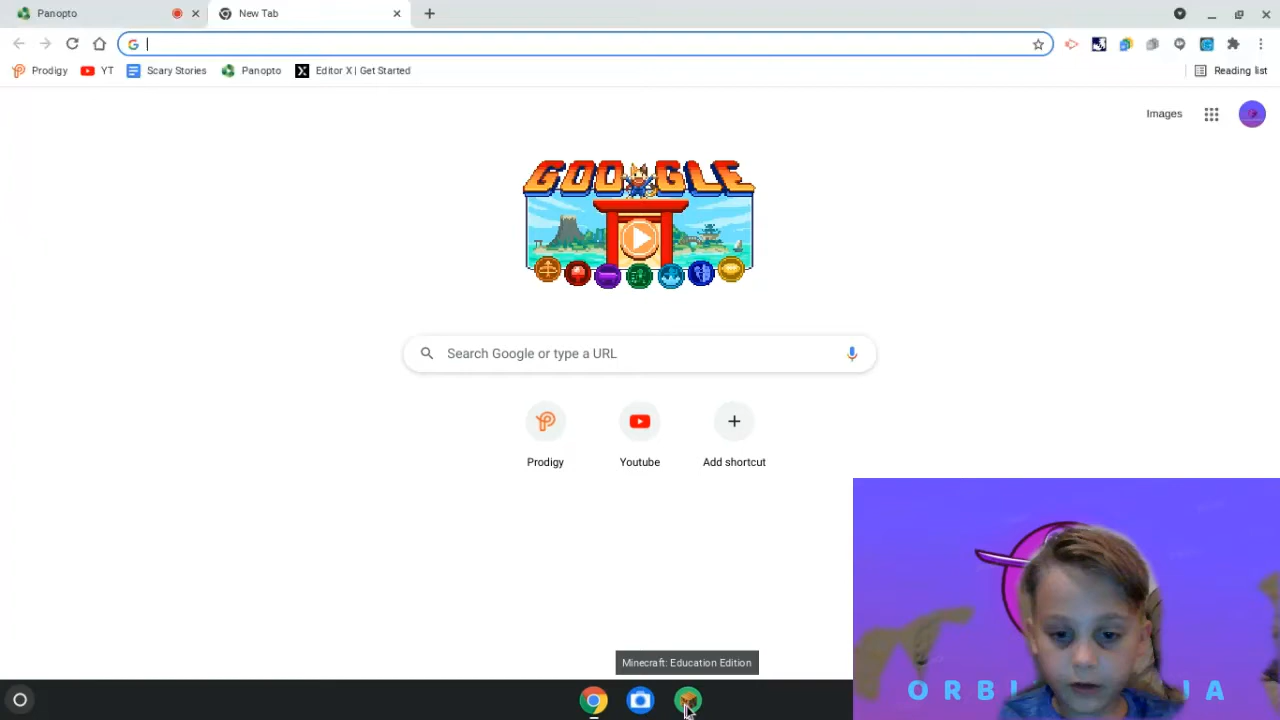 Panopto
New Tab
Prodigy
YT
Scary Stories
Panopto
Editor X | Get Started
Reading list
Images
GOOGLE
Search Google or type a URL
Prodigy
Youtube
Add shortcut
Minecraft: Education Edition